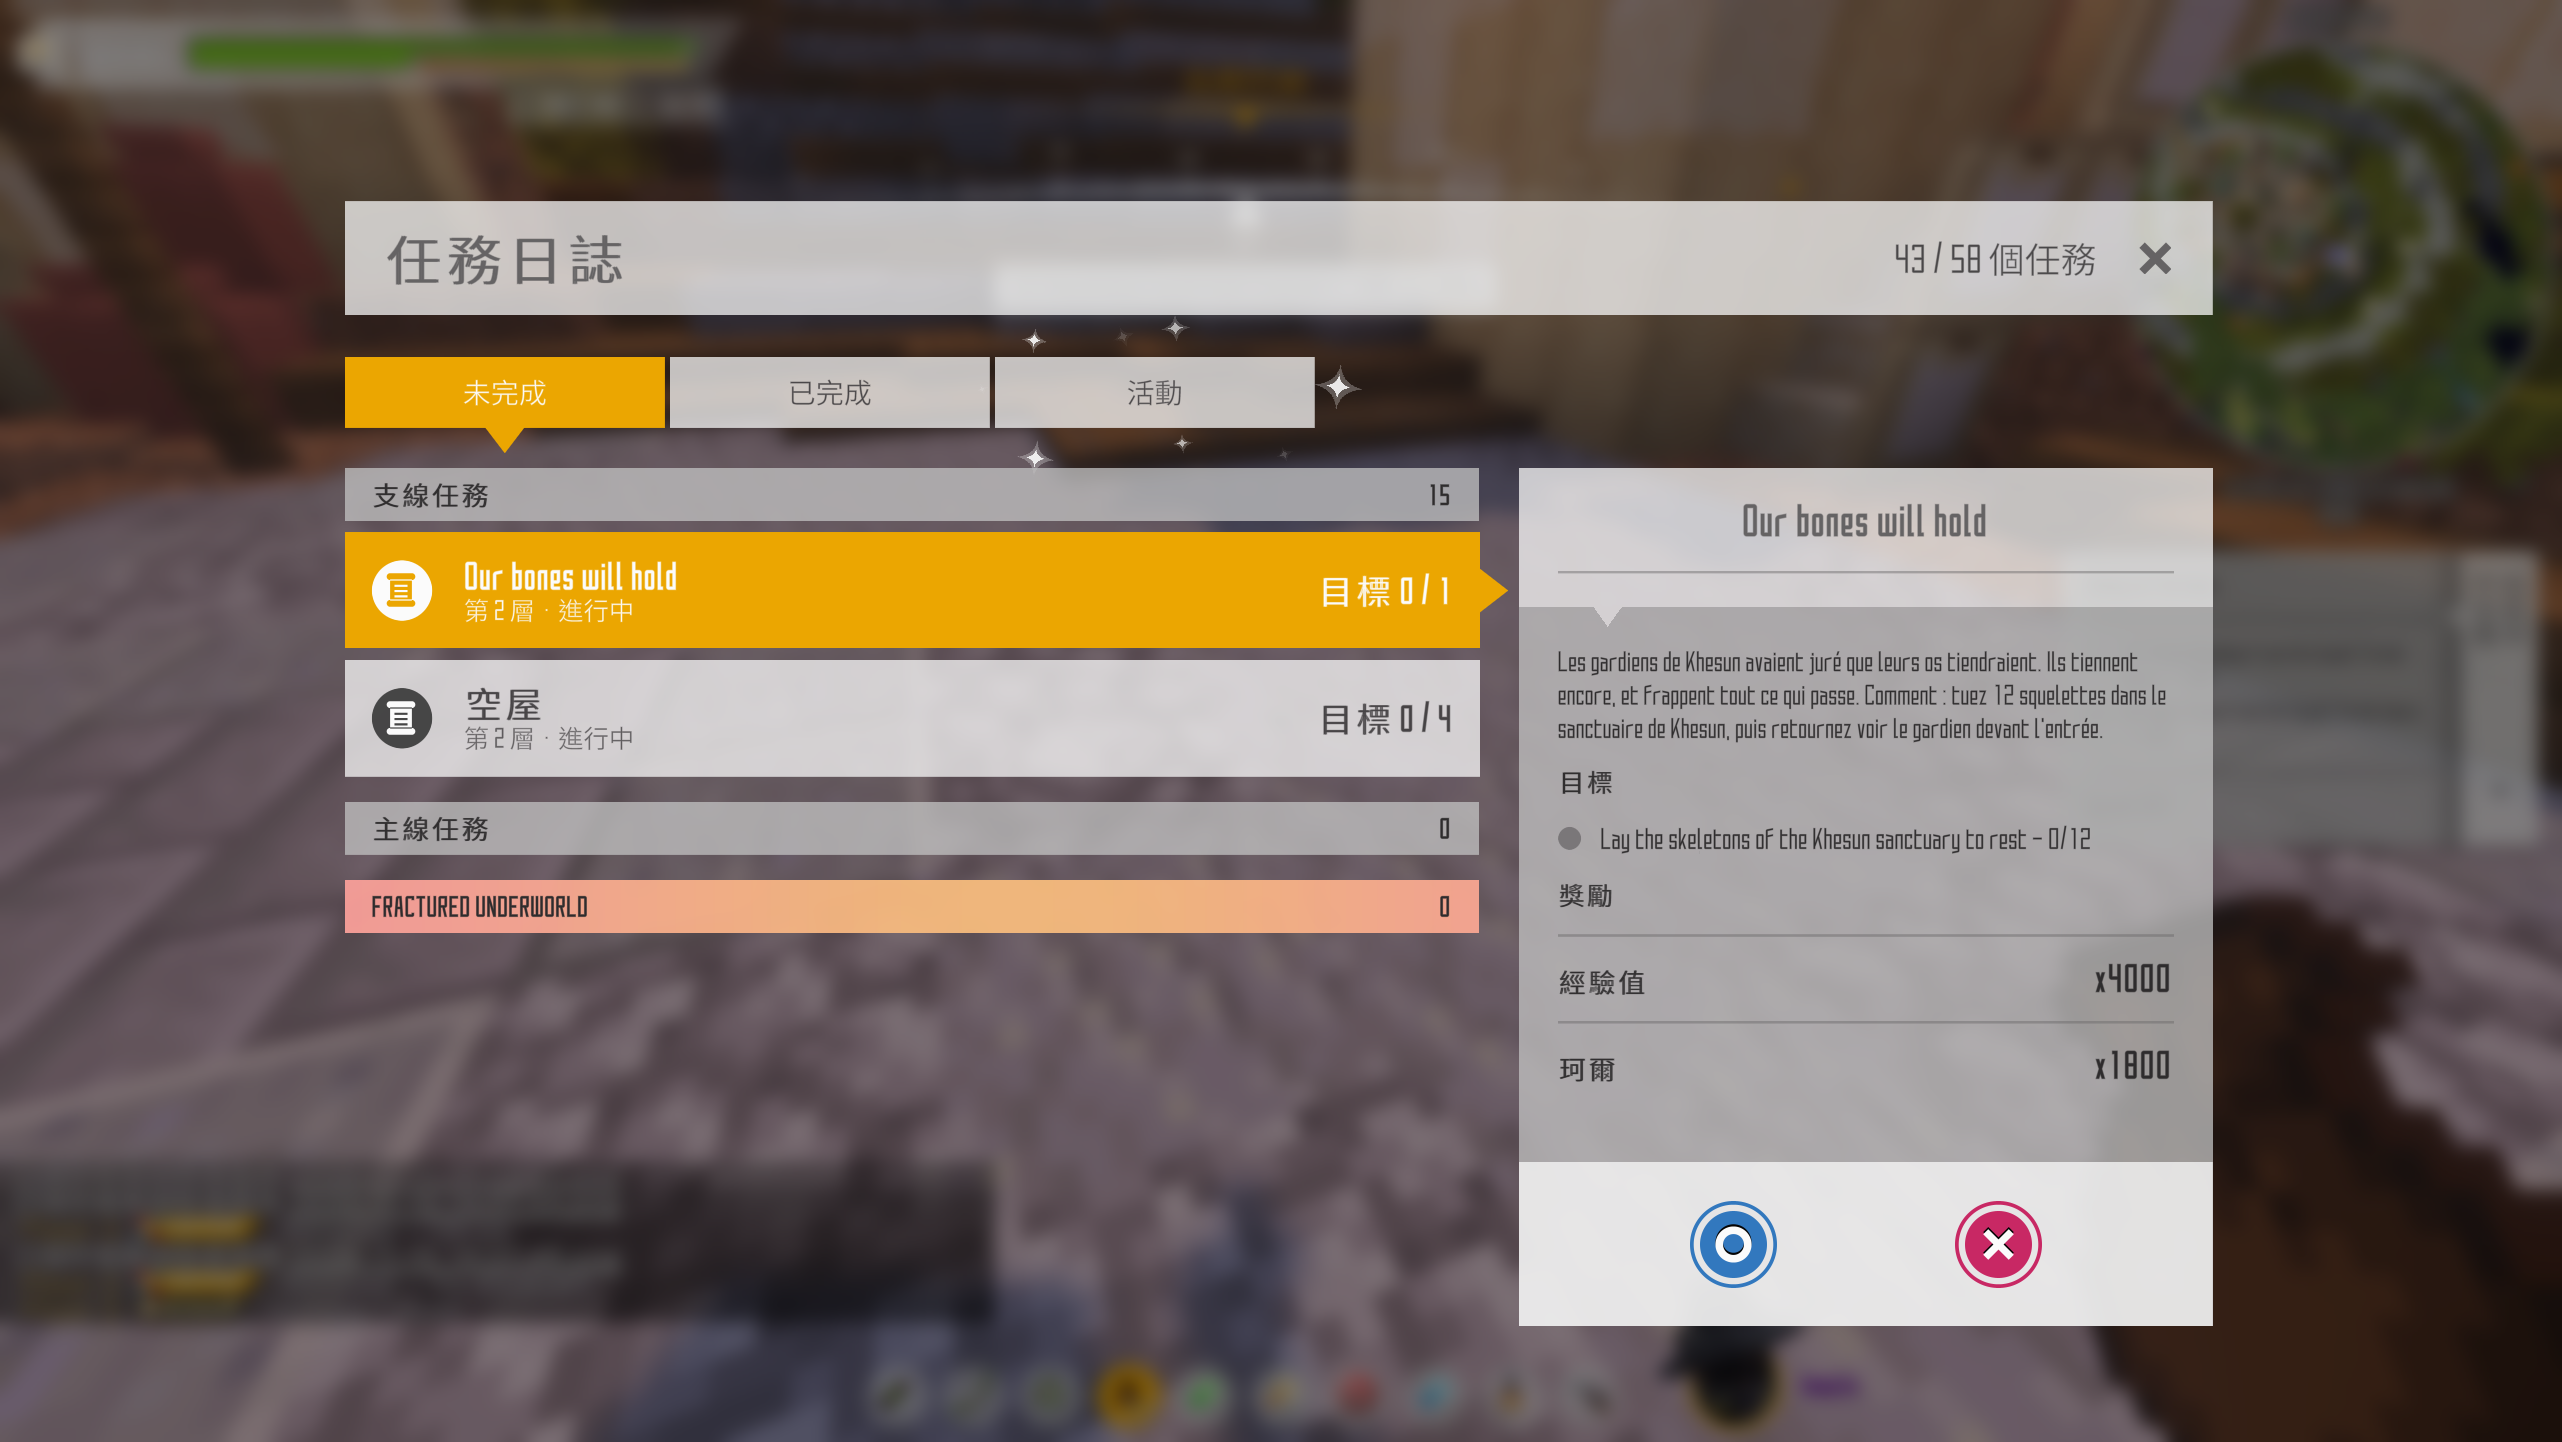 任務日誌
43 / 58 個任務
未完成
已完成
活動
支線任務
15
Our bones will hold
第 2 層 · 進行中
目標 0 / 1
空屋
第 2 層 · 進行中
目標 0 / 4
主線任務
0
FRACTURED UNDERWORLD
0
Our bones will hold
Les gardiens de Khesun avaient juré que leurs os tiendraient. Ils tiennent
encore, et frappent tout ce qui passe. Comment : tuez 12 squelettes dans le
sanctuaire de Khesun, puis retournez voir le gardien devant l'entrée.
目標
Lay the skeletons of the Khesun sanctuary to rest – 0/12
獎勵
經驗值
x4000
珂爾
x1800